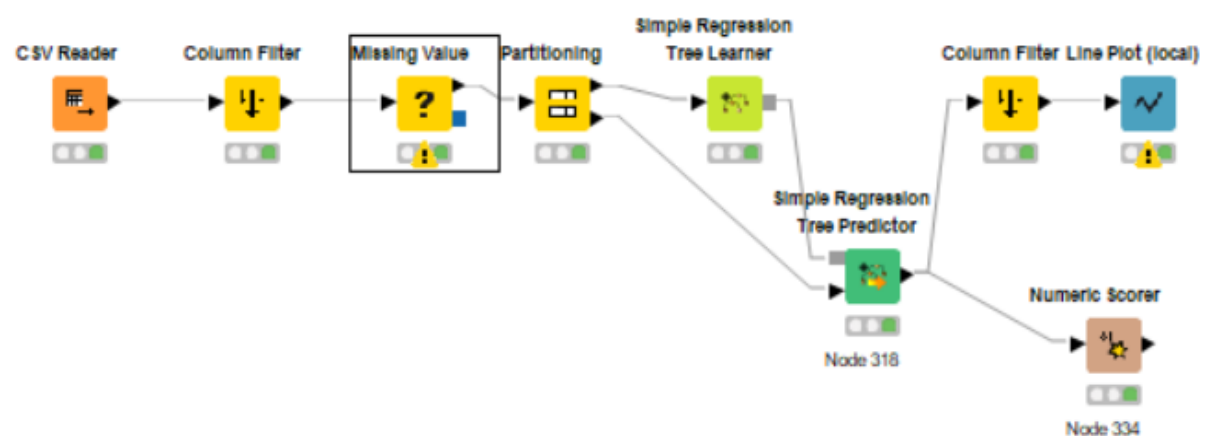 CSV Reader
Column Filter
Missing Value
Partitioning
Simple Regression
Tree Learner
Column Filter
Line Plot (local)
Simple Regression
Tree Predictor
Node 318
Numeric Scorer
Node 334